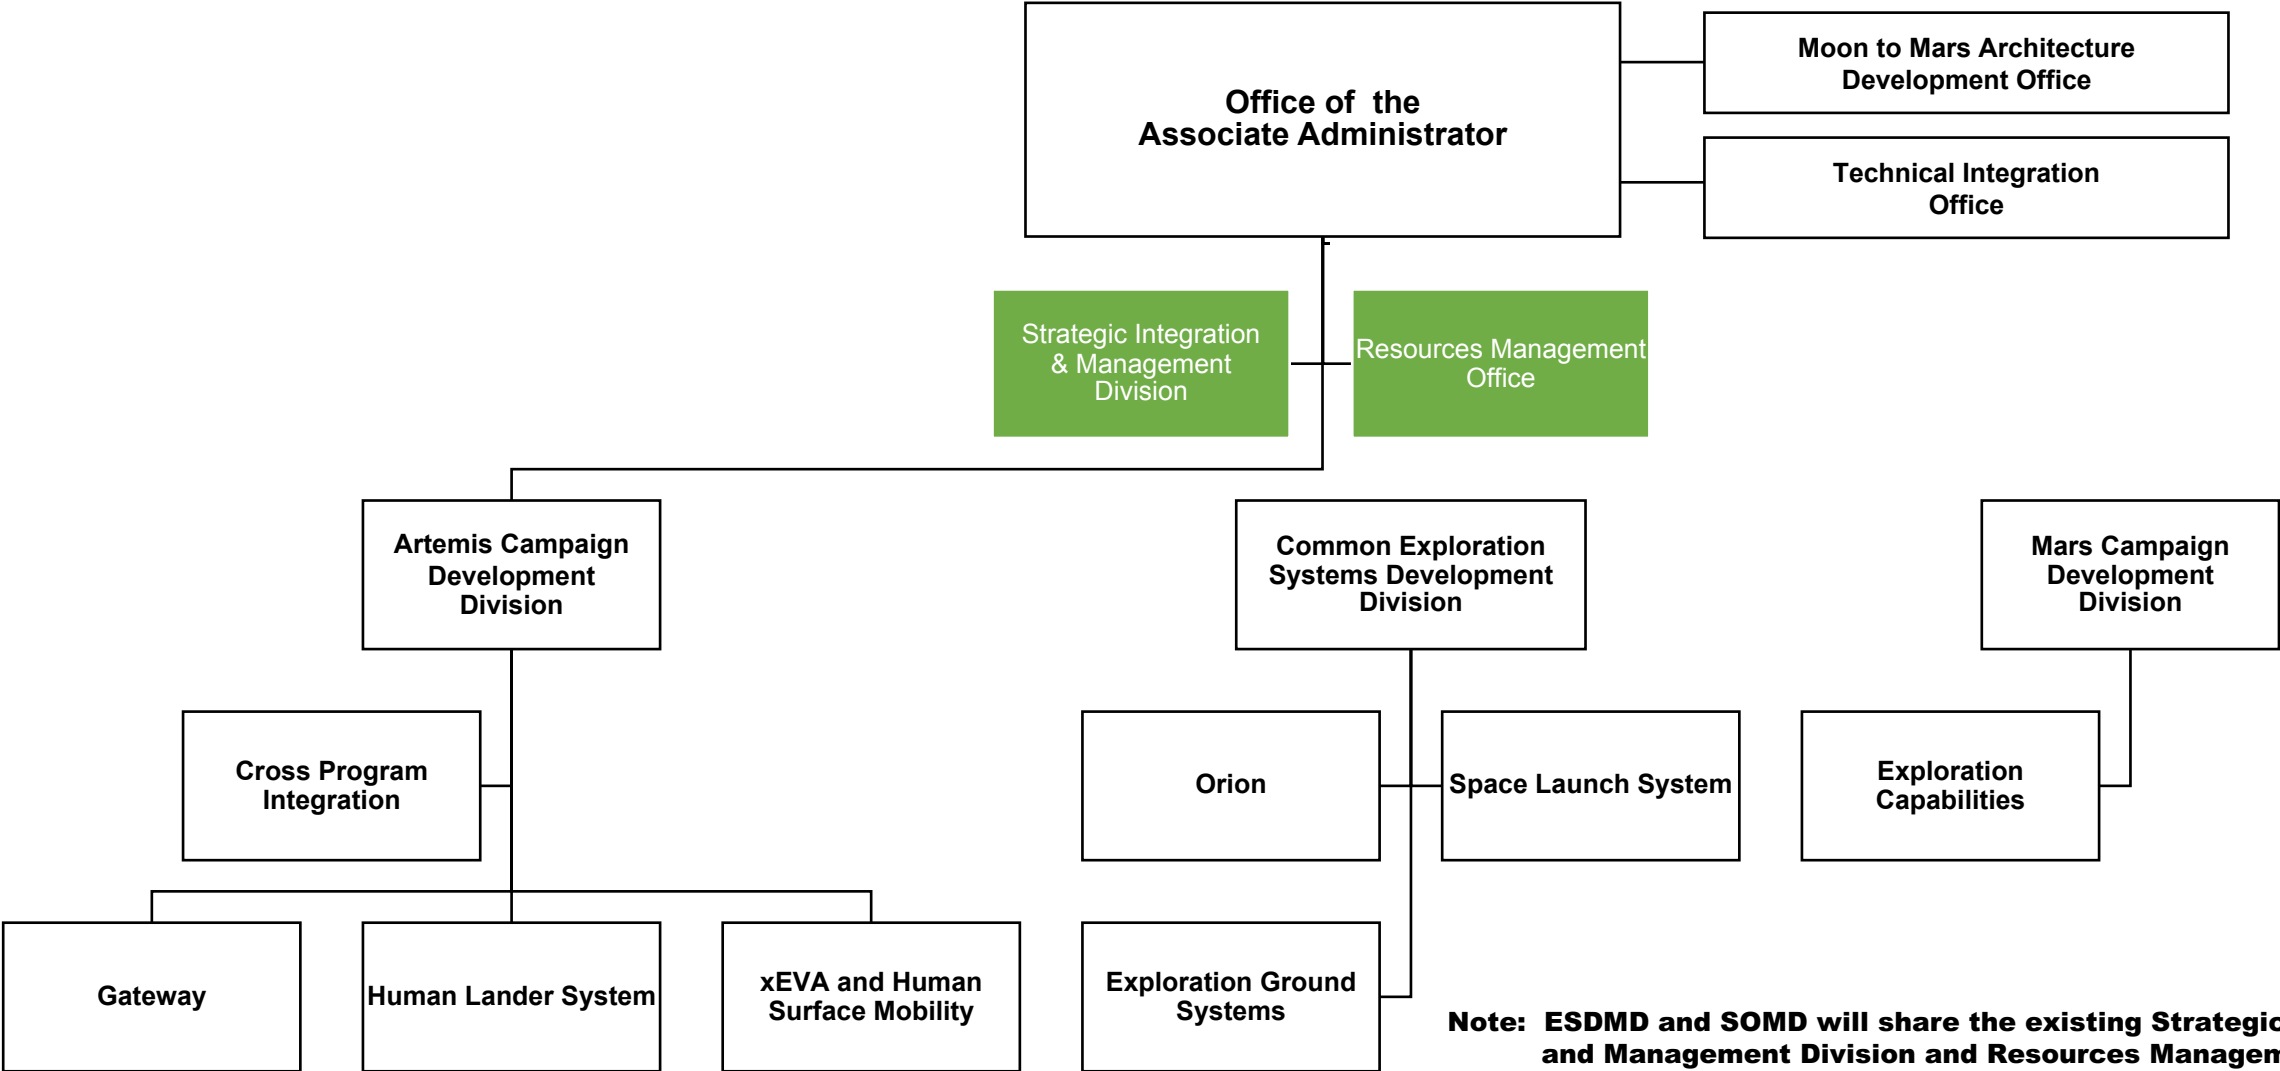 Office of the
Associate Administrator
Moon to Mars Architecture
Development Office
Technical Integration
Office
Strategic Integration
& Management
Division
Resources Management
Office
Artemis Campaign
Development
Division
Common Exploration
Systems Development
Division
Mars Campaign
Development
Division
Cross Program
Integration
Orion
Space Launch System
Exploration
Capabilities
Gateway
Human Lander System
xEVA and Human
Surface Mobility
Exploration Ground
Systems
Note: ESDMD and SOMD will share the existing Strategic
and Management Division and Resources